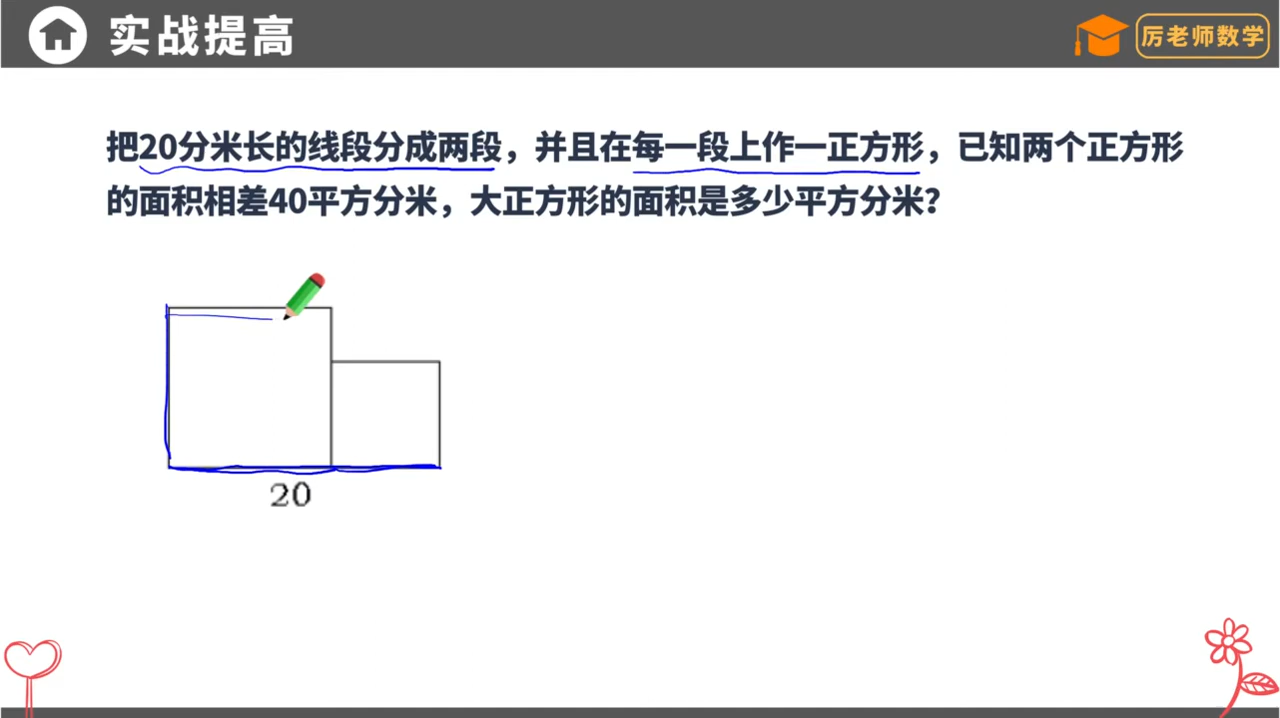 实战提高
厉老师数学
把20分米长的线段分成两段，并且在每一段上作一正方形，已知两个正方形
的面积相差40平方分米，大正方形的面积是多少平方分米？
20